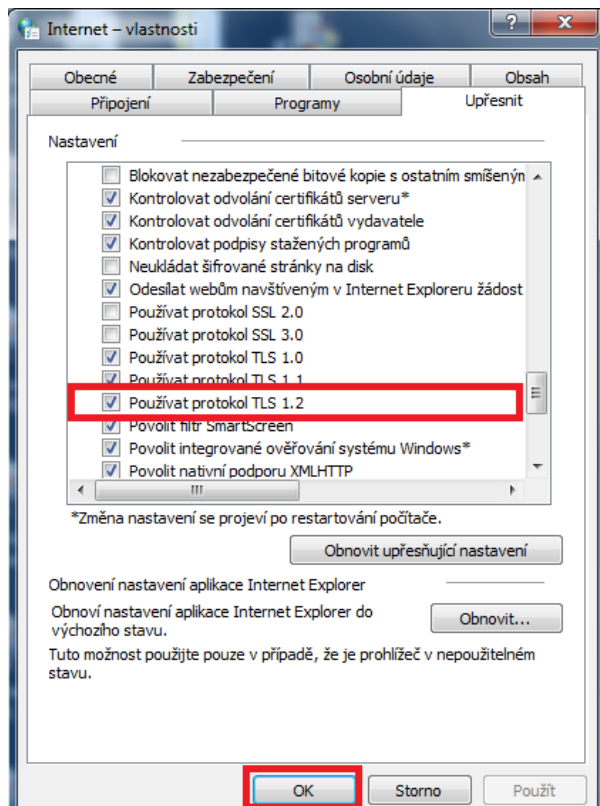 Internet – vlastnosti
Obecné Zabezpečení Osobní údaje Obsah
Připojení Programy Upřesnit
Nastavení
Blokovat nezabezpečené bitové kopie s ostatním smíšeným
Kontrolovat odvolání certifikátů serveru*
Kontrolovat odvolání certifikátů vydavatele
Kontrolovat podpisy stažených programů
Neukládat šifrované stránky na disk
Odesílat webům navštíveným v Internet Exploreru žádost
Používat protokol SSL 2.0
Používat protokol SSL 3.0
Používat protokol TLS 1.0
Používat protokol TLS 1.1
Používat protokol TLS 1.2
Povolit filtr SmartScreen
Povolit integrované ověřování systému Windows*
Povolit nativní podporu XMLHTTP
*Změna nastavení se projeví po restartování počítače.
Obnovit upřesňující nastavení
Obnovení nastavení aplikace Internet Explorer
Obnoví nastavení aplikace Internet Explorer do
výchozího stavu.
Obnovit...
Tuto možnost použijte pouze v případě, že je prohlížeč v nepoužitelném
stavu.
OK Storno Použít